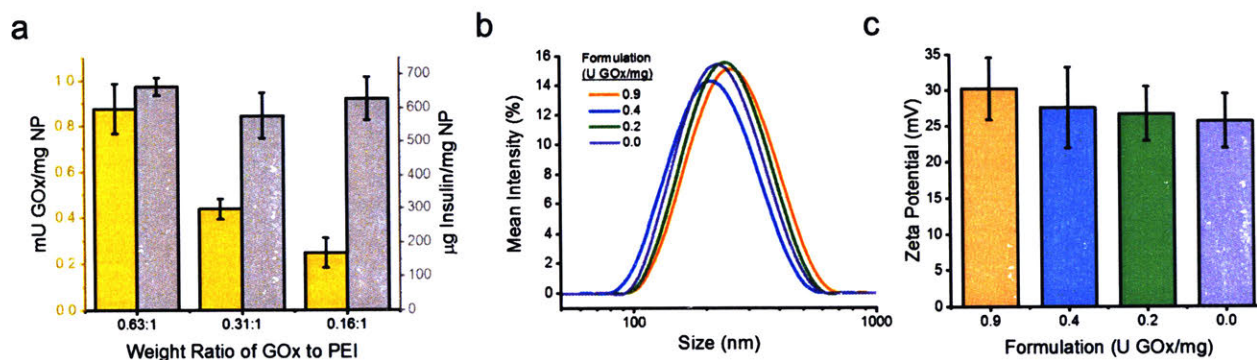 a
mU GOx/mg NP
1.0
0.8
0.6
0.4
0.2
0.0
700
600
500
400
300
200
100
0
µg Insulin/mg NP
0.63:1 0.31:1 0.16:1
Weight Ratio of GOx to PEI
b
Mean Intensity (%)
16
14
12
10
8
6
4
2
0
Formulation
(U GOx/mg)
0.9
0.4
0.2
0.0
100 1000
Size (nm)
c
Zeta Potential (mV)
35
30
25
20
15
10
5
0
0.9 0.4 0.2 0.0
Formulation (U GOx/mg)